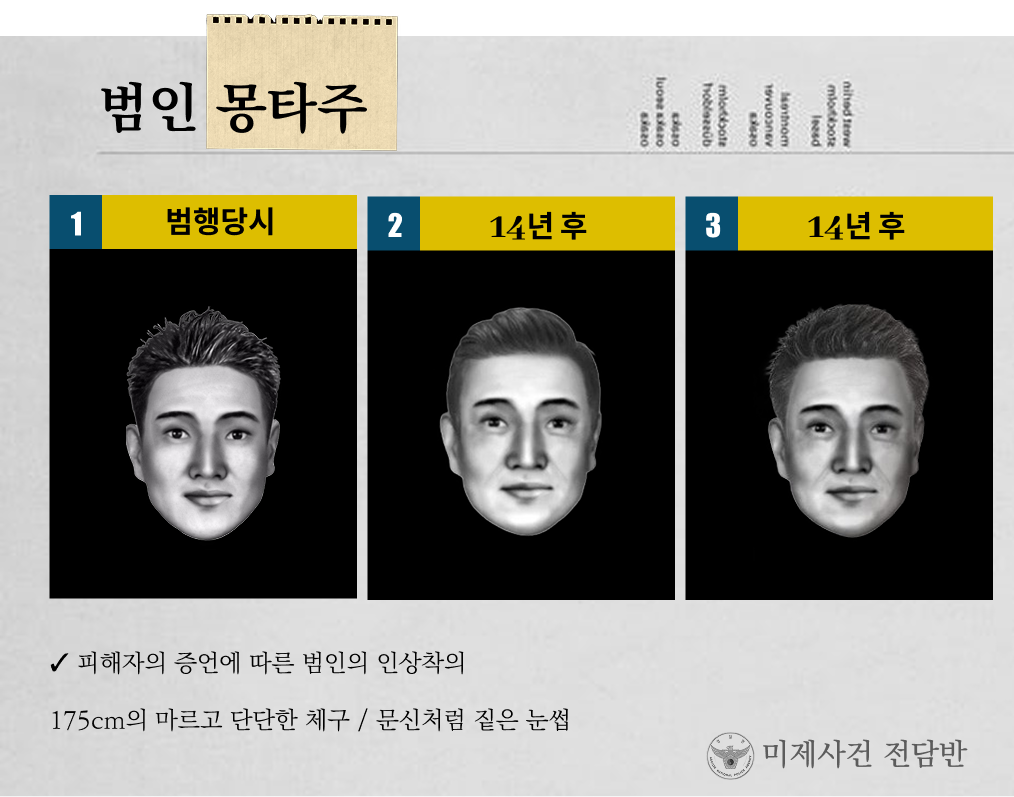 범인 몽타주
1 범행당시
2 14년 후
3 14년 후
✓ 피해자의 증언에 따른 범인의 인상착의
175cm의 마르고 단단한 체구 / 문신처럼 짙은 눈썹
미제사건 전담반